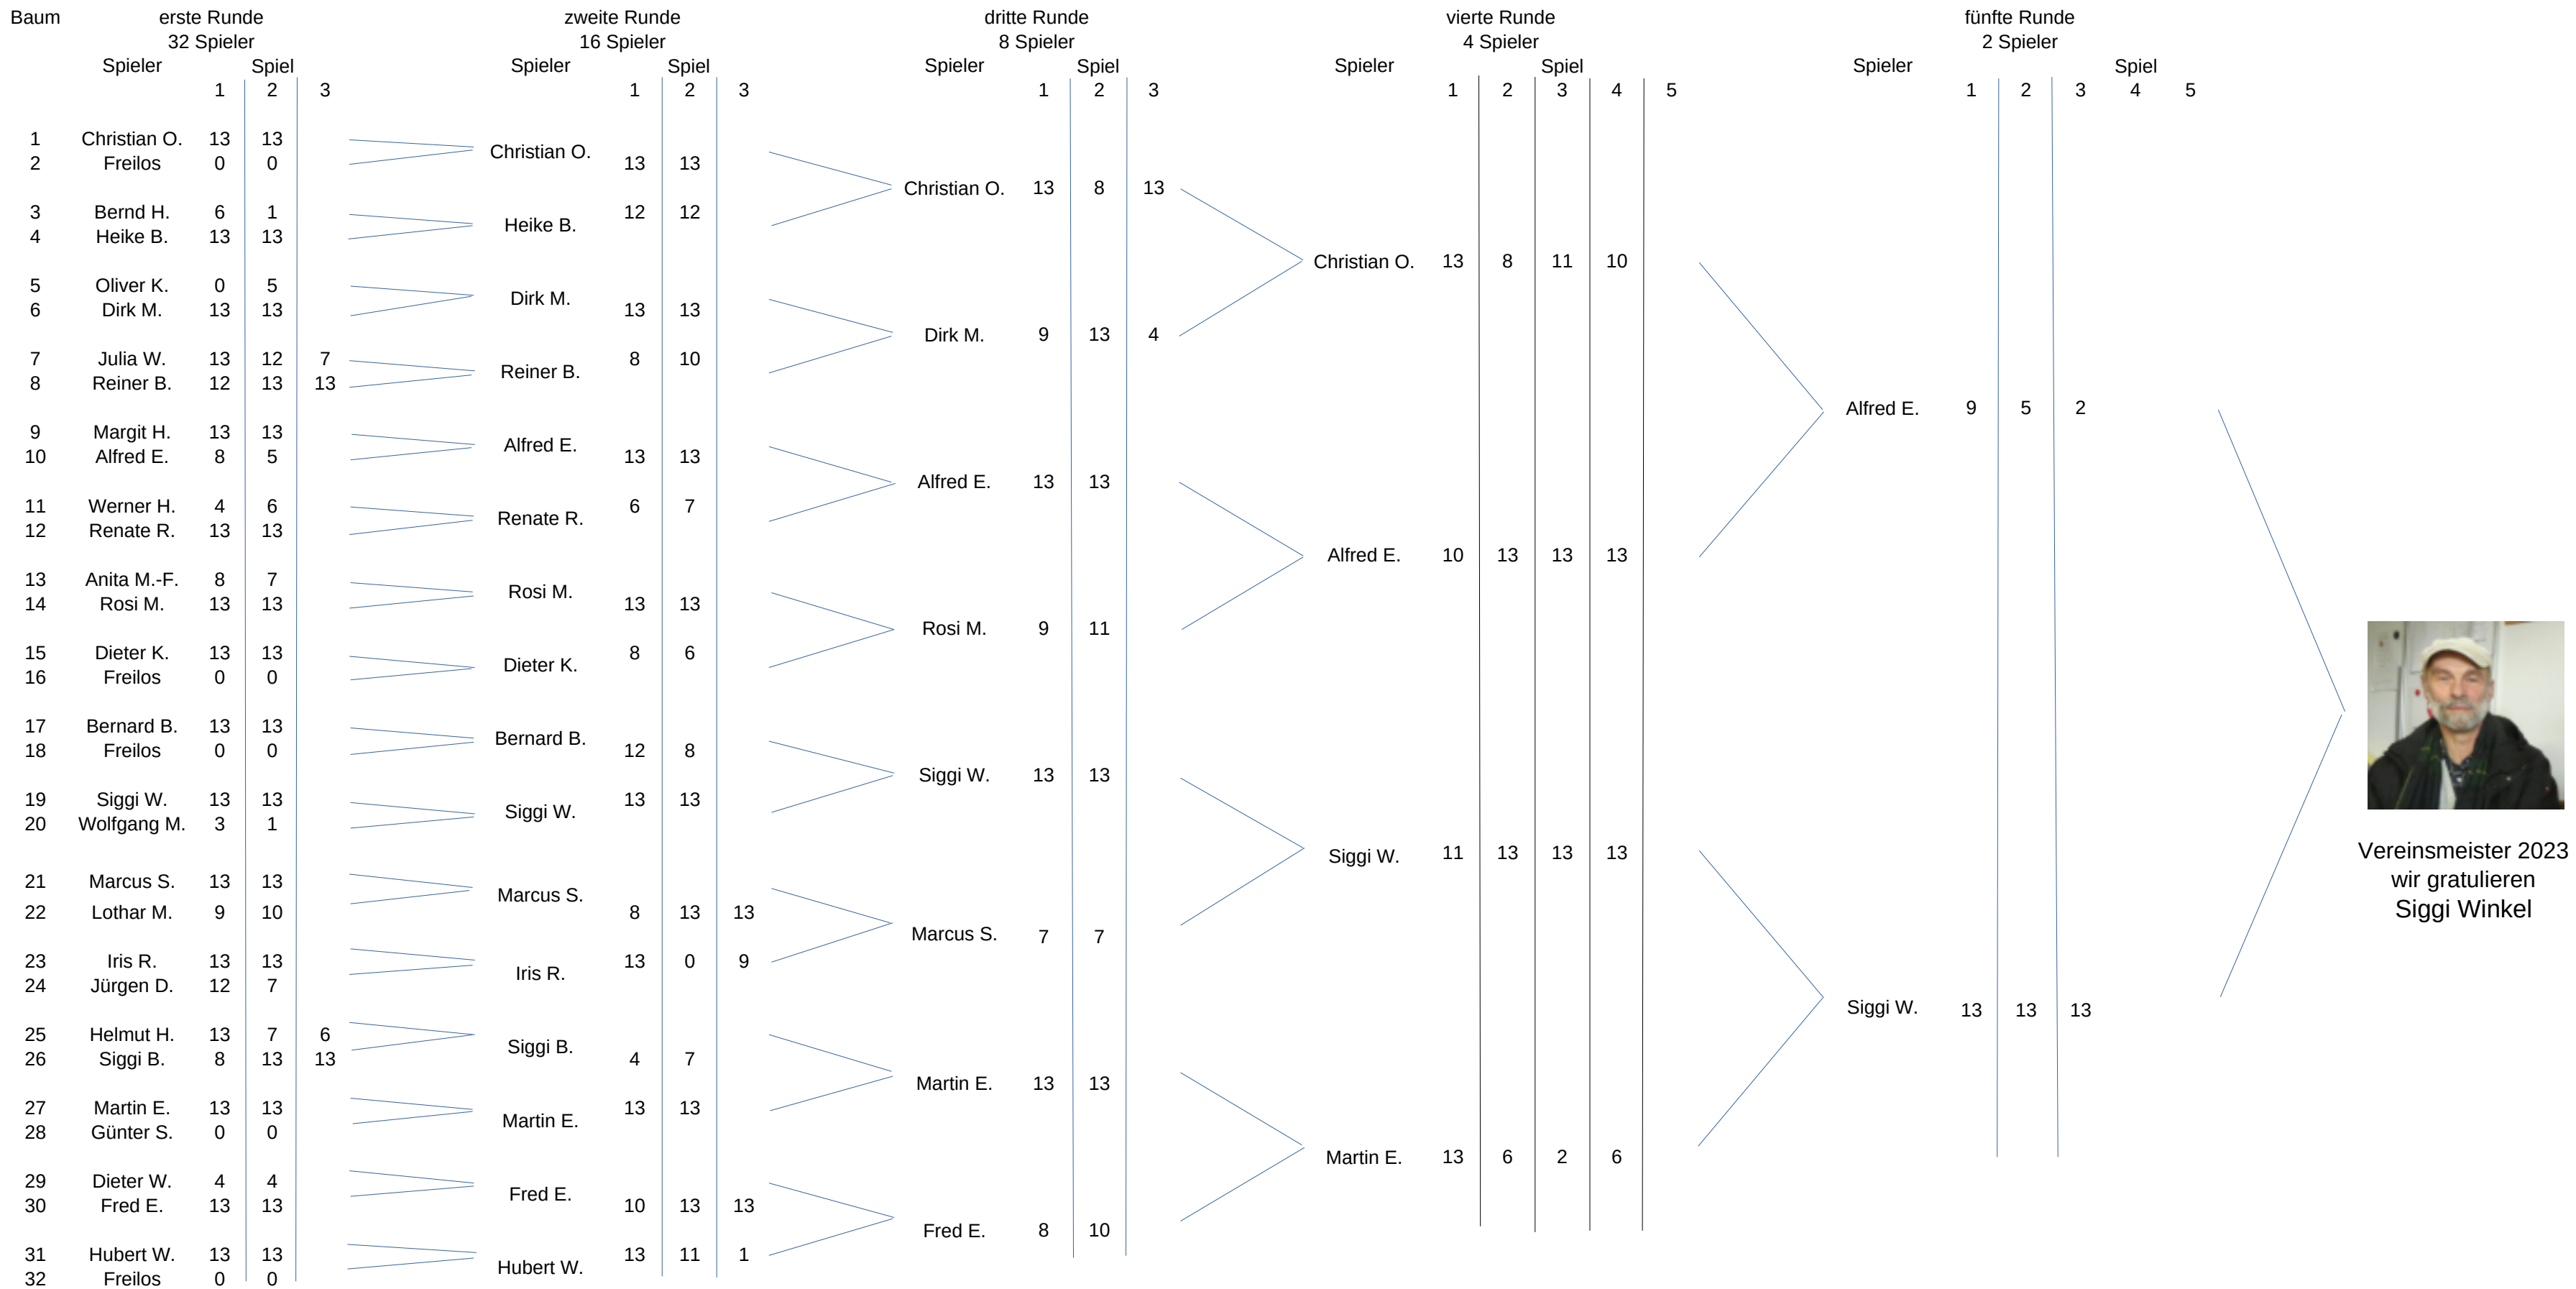 Baum erste Runde zweite Runde dritte Runde vierte Runde fünfte Runde
32 Spieler 16 Spieler 8 Spieler 4 Spieler 2 Spieler
Spieler Spiel Spieler Spiel Spieler Spiel Spieler Spiel Spieler Spiel
1 2 3 1 2 3 1 2 3 1 2 3 4 5 1 2 3 4 5
1 Christian O. 13 13
2 Freilos 0 0
3 Bernd H. 6 1
4 Heike B. 13 13
5 Oliver K. 0 5
6 Dirk M. 13 13
7 Julia W. 13 12 7
8 Reiner B. 12 13 13
9 Margit H. 13 13
10 Alfred E. 8 5
11 Werner H. 4 6
12 Renate R. 13 13
13 Anita M.-F. 8 7
14 Rosi M. 13 13
15 Dieter K. 13 13
16 Freilos 0 0
17 Bernard B. 13 13
18 Freilos 0 0
19 Siggi W. 13 13
20 Wolfgang M. 3 1
21 Marcus S. 13 13
22 Lothar M. 9 10
23 Iris R. 13 13
24 Jürgen D. 12 7
25 Helmut H. 13 7 6
26 Siggi B. 8 13 13
27 Martin E. 13 13
28 Günter S. 0 0
29 Dieter W. 4 4
30 Fred E. 13 13
31 Hubert W. 13 13
32 Freilos 0 0
Christian O. 13 13
Heike B. 12 12
Dirk M. 13 13
Reiner B. 8 10
Alfred E. 13 13
Renate R. 6 7
Rosi M. 13 13
Dieter K. 8 6
Bernard B. 12 8
Siggi W. 13 13
Marcus S. 8 13 13
Iris R. 13 0 9
Siggi B. 4 7
Martin E. 13 13
Fred E. 10 13 13
Hubert W. 13 11 1
Christian O. 13 8 13
Dirk M. 9 13 4
Alfred E. 13 13
Rosi M. 9 11
Siggi W. 13 13
Marcus S. 7 7
Martin E. 13 13
Fred E. 8 10
Christian O. 13 8 11 10
Alfred E. 10 13 13 13
Siggi W. 11 13 13 13
Martin E. 13 6 2 6
Alfred E. 9 5 2
Siggi W. 13 13 13
Vereinsmeister 2023
wir gratulieren
Siggi Winkel